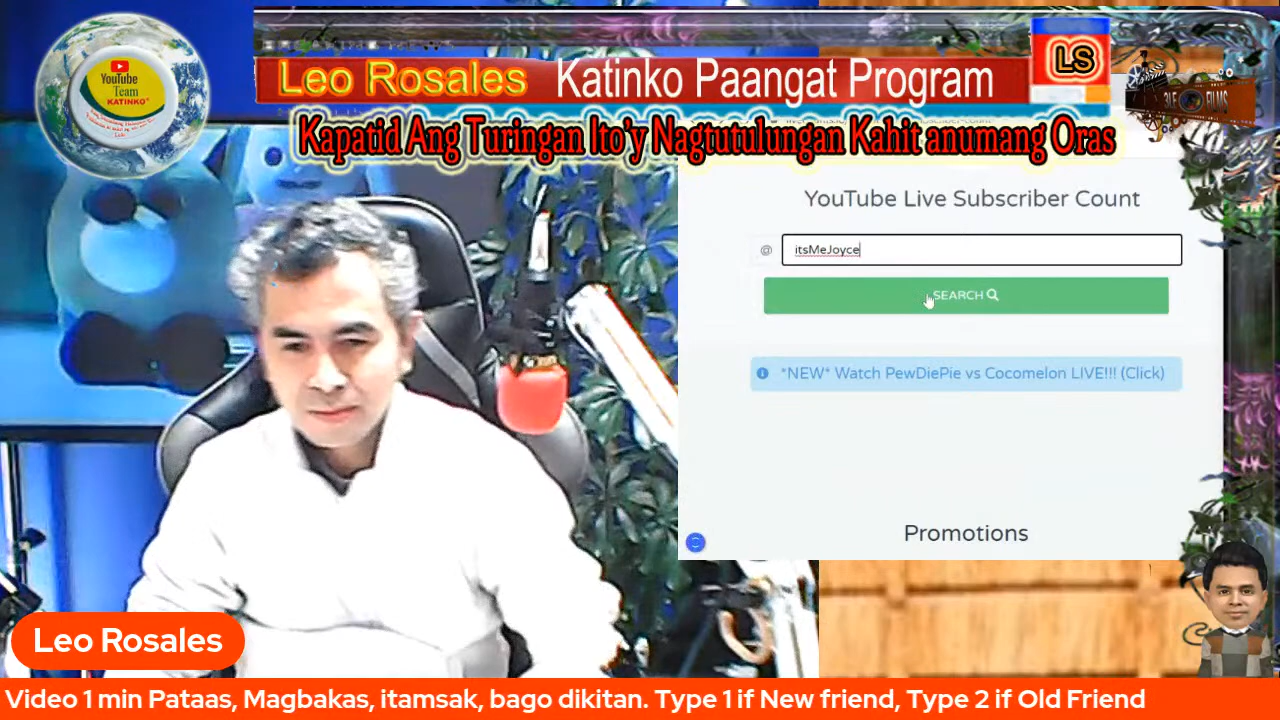 YouTube
Team
KATINKO
Leo Rosales Katinko Paangat Program
LS
3LE FILMS
Kapatid Ang Turingan Ito'y Nagtutulungan Kahit anumang Oras
YouTube Live Subscriber Count
@ itsMeJoyce
SEARCH
*NEW* Watch PewDiePie vs Cocomelon LIVE!!! (Click)
Promotions
Leo Rosales
Video 1 min Pataas, Magbakas, itamsak, bago dikitan. Type 1 if New friend, Type 2 if Old Friend